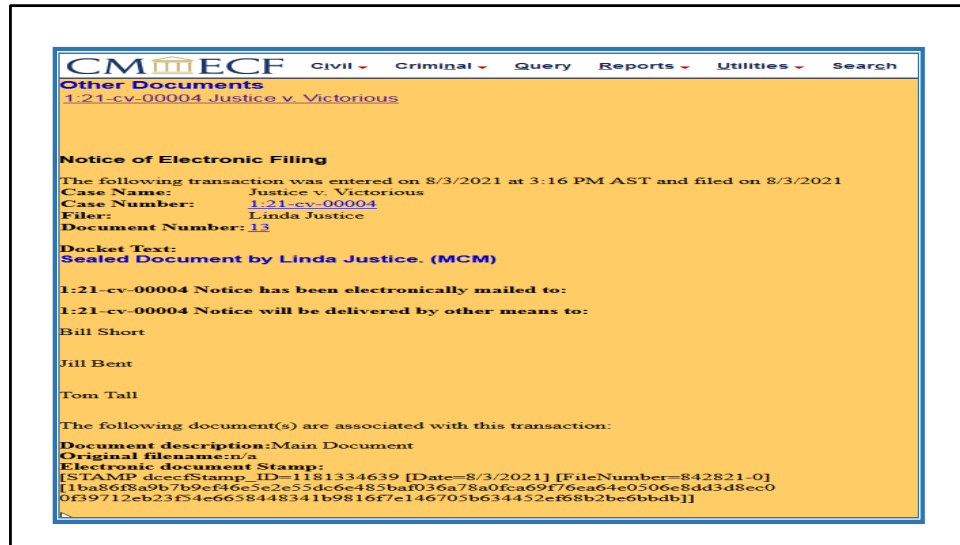 CM ECF Civil Criminal Query Reports Utilities Search
Other Documents
1:21-cv-00004 Justice v. Victorious
Notice of Electronic Filing
The following transaction was entered on 8/3/2021 at 3:16 PM AST and filed on 8/3/2021
Case Name: Justice v. Victorious
Case Number: 1:21-cv-00004
Filer: Linda Justice
Document Number: 13
Docket Text:
Sealed Document by Linda Justice. (MCM)
1:21-cv-00004 Notice has been electronically mailed to:
1:21-cv-00004 Notice will be delivered by other means to:
Bill Short
Jill Bent
Tom Tall
The following document(s) are associated with this transaction:
Document description:Main Document
Original filename:n/a
Electronic document Stamp:
[STAMP dcecfStamp_ID=1181334639 [Date=8/3/2021] [FileNumber=842821-0]
[1ba86f8a9b7b9ef46e5e2e55dc6e485baf036a78a0fca69f76ea64e0506e8dd3d8ec0
0f39712eb23f54e6658448341b9816f7e146705b634452ef68b2be6bbdb]]